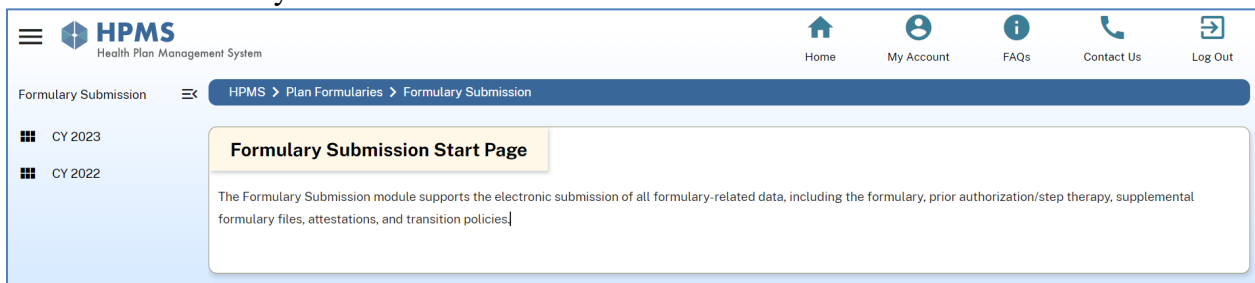 HPMS
Health Plan Management System
Home
My Account
FAQs
Contact Us
Log Out
Formulary Submission
HPMS > Plan Formularies > Formulary Submission
CY 2023
CY 2022
Formulary Submission Start Page
The Formulary Submission module supports the electronic submission of all formulary-related data, including the formulary, prior authorization/step therapy, supplemental
formulary files, attestations, and transition policies.